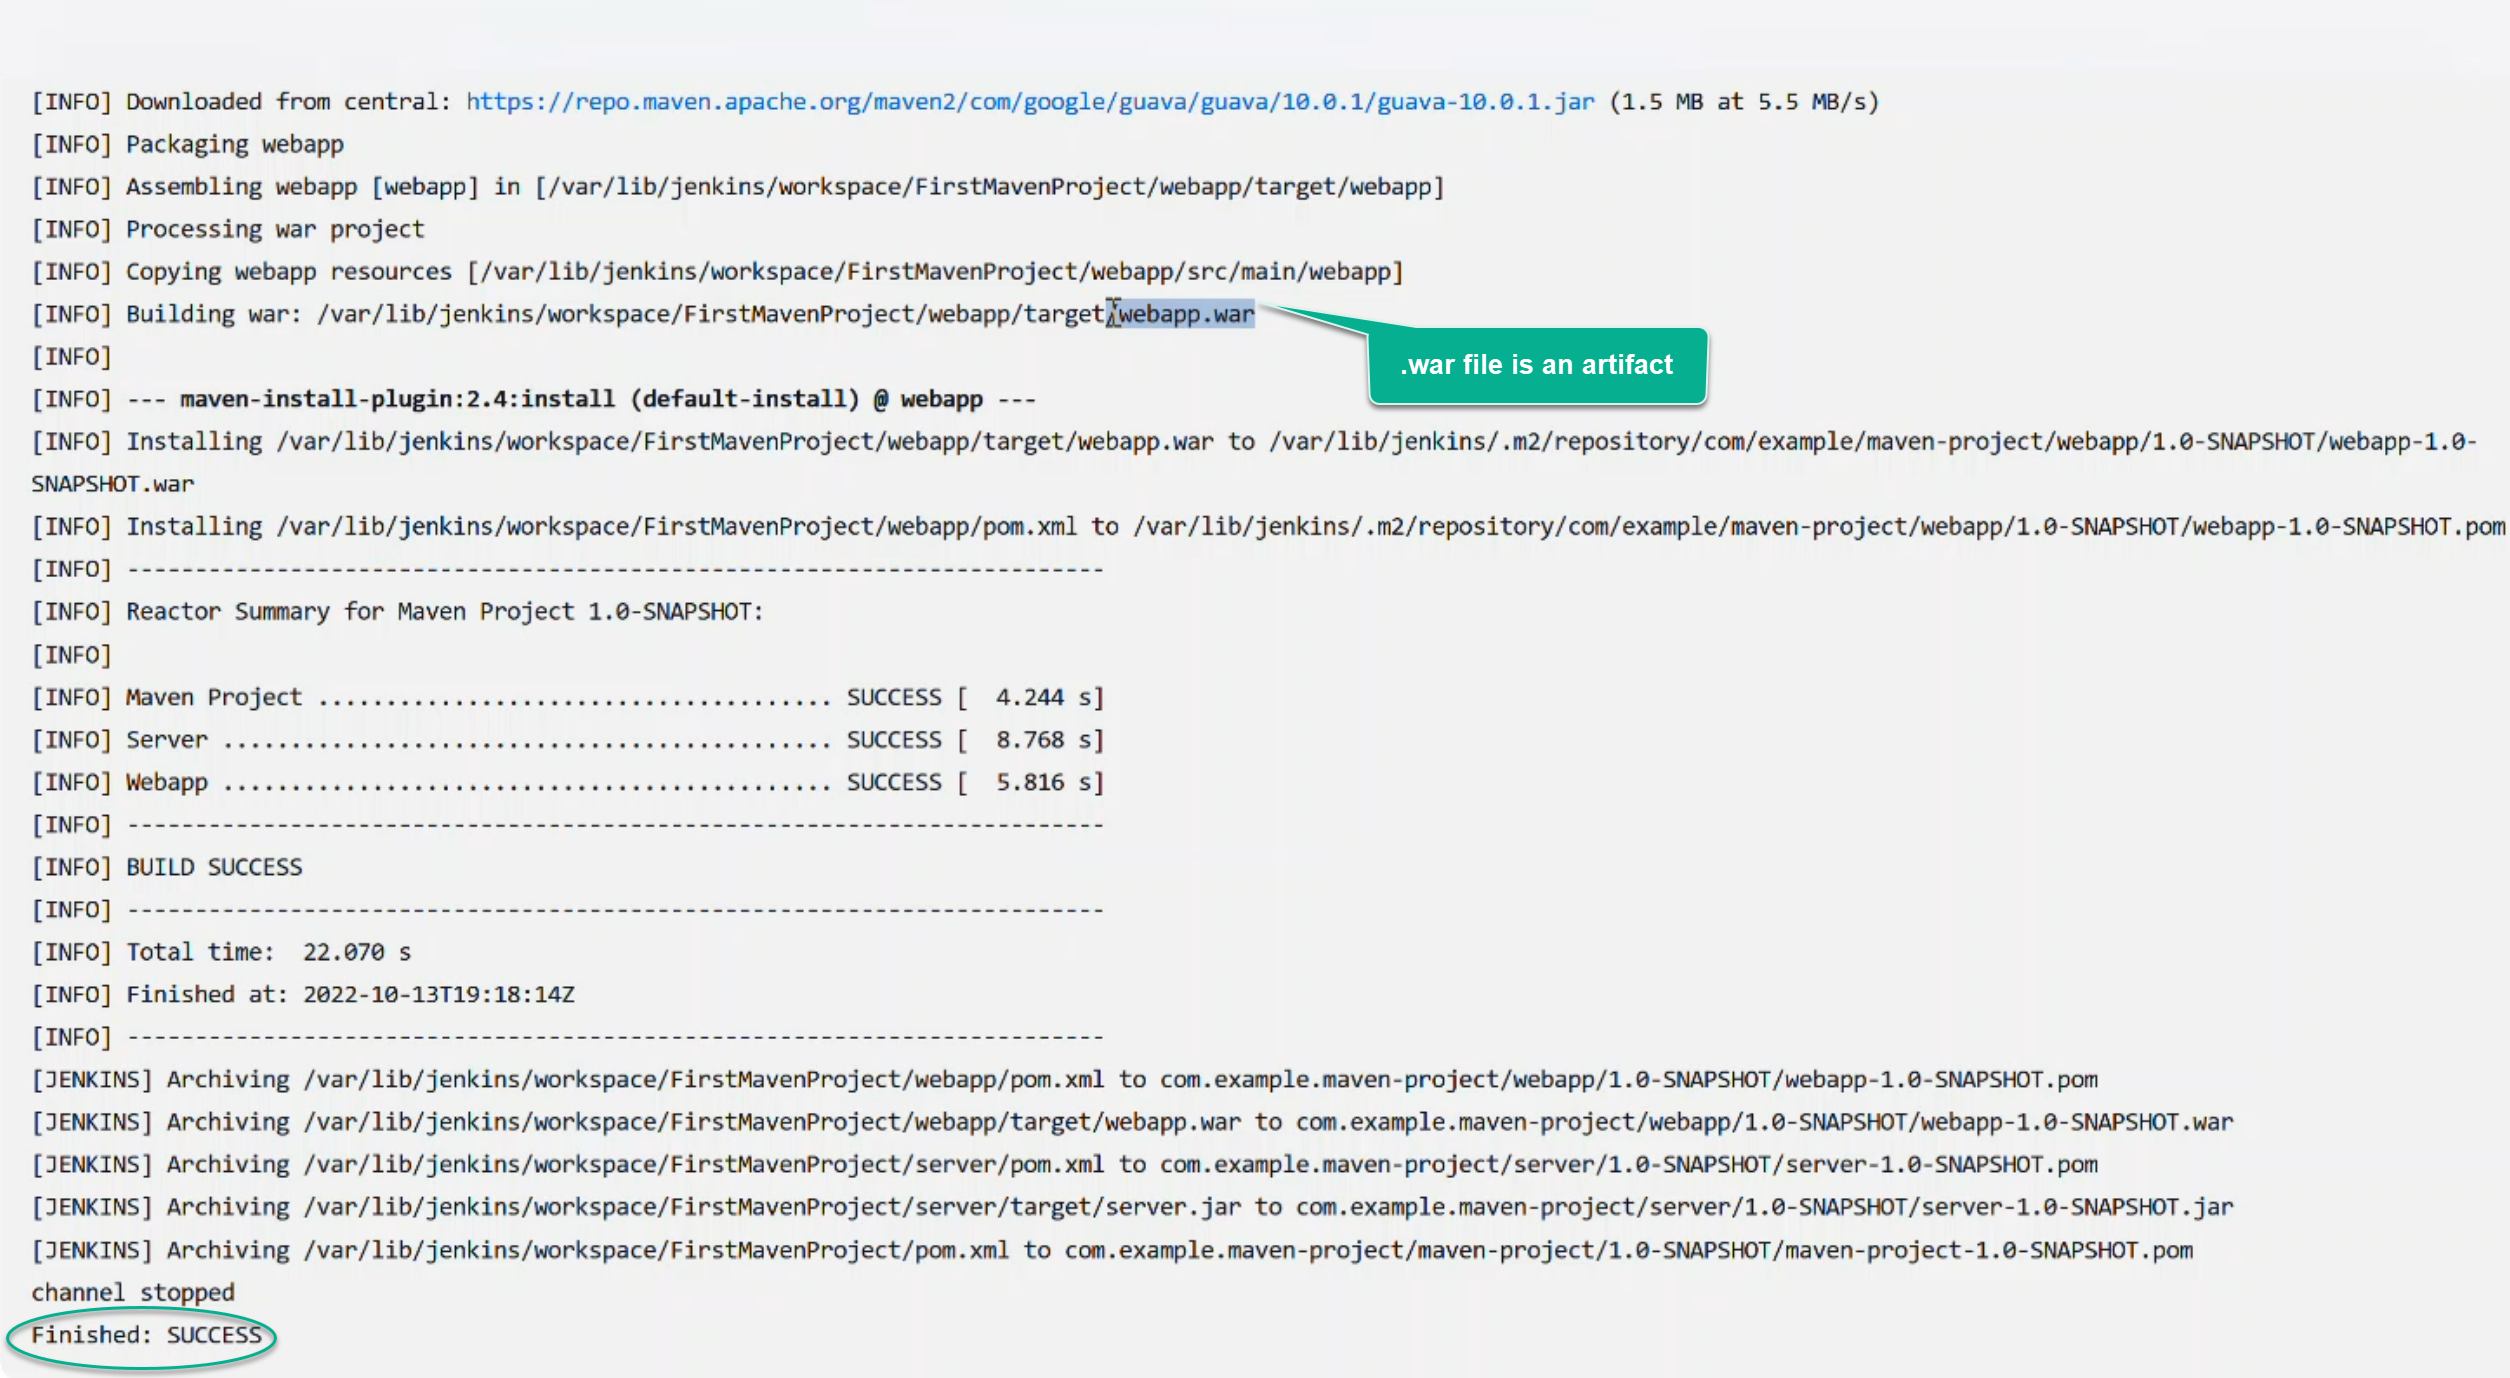 [INFO] Downloaded from central: https://repo.maven.apache.org/maven2/com/google/guava/guava/10.0.1/guava-10.0.1.jar (1.5 MB at 5.5 MB/s)
[INFO] Packaging webapp
[INFO] Assembling webapp [webapp] in [/var/lib/jenkins/workspace/FirstMavenProject/webapp/target/webapp]
[INFO] Processing war project
[INFO] Copying webapp resources [/var/lib/jenkins/workspace/FirstMavenProject/webapp/src/main/webapp]
[INFO] Building war: /var/lib/jenkins/workspace/FirstMavenProject/webapp/target/webapp.war
.war file is an artifact
[INFO]
[INFO] --- maven-install-plugin:2.4:install (default-install) @ webapp ---
[INFO] Installing /var/lib/jenkins/workspace/FirstMavenProject/webapp/target/webapp.war to /var/lib/jenkins/.m2/repository/com/example/maven-project/webapp/1.0-SNAPSHOT/webapp-1.0-
SNAPSHOT.war
[INFO] Installing /var/lib/jenkins/workspace/FirstMavenProject/webapp/pom.xml to /var/lib/jenkins/.m2/repository/com/example/maven-project/webapp/1.0-SNAPSHOT/webapp-1.0-SNAPSHOT.pom
[INFO] ------------------------------------------------------------------------
[INFO] Reactor Summary for Maven Project 1.0-SNAPSHOT:
[INFO]
[INFO] Maven Project ...................................... SUCCESS [  4.244 s]
[INFO] Server ............................................. SUCCESS [  8.768 s]
[INFO] Webapp ............................................. SUCCESS [  5.816 s]
[INFO] ------------------------------------------------------------------------
[INFO] BUILD SUCCESS
[INFO] ------------------------------------------------------------------------
[INFO] Total time:  22.070 s
[INFO] Finished at: 2022-10-13T19:18:14Z
[INFO] ------------------------------------------------------------------------
[JENKINS] Archiving /var/lib/jenkins/workspace/FirstMavenProject/webapp/pom.xml to com.example.maven-project/webapp/1.0-SNAPSHOT/webapp-1.0-SNAPSHOT.pom
[JENKINS] Archiving /var/lib/jenkins/workspace/FirstMavenProject/webapp/target/webapp.war to com.example.maven-project/webapp/1.0-SNAPSHOT/webapp-1.0-SNAPSHOT.war
[JENKINS] Archiving /var/lib/jenkins/workspace/FirstMavenProject/server/pom.xml to com.example.maven-project/server/1.0-SNAPSHOT/server-1.0-SNAPSHOT.pom
[JENKINS] Archiving /var/lib/jenkins/workspace/FirstMavenProject/server/target/server.jar to com.example.maven-project/server/1.0-SNAPSHOT/server-1.0-SNAPSHOT.jar
[JENKINS] Archiving /var/lib/jenkins/workspace/FirstMavenProject/pom.xml to com.example.maven-project/maven-project/1.0-SNAPSHOT/maven-project-1.0-SNAPSHOT.pom
channel stopped
Finished: SUCCESS